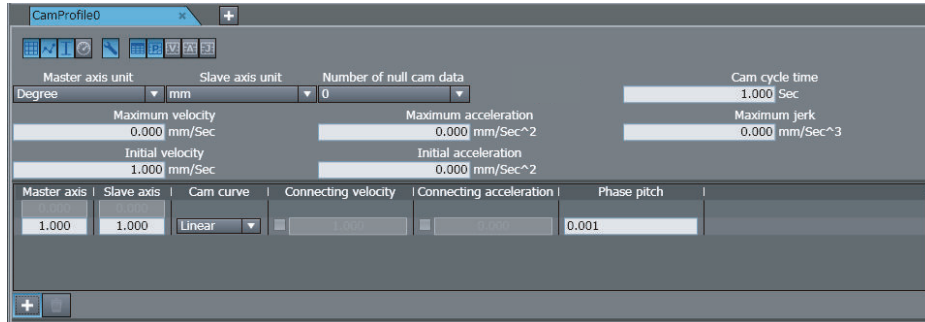 CamProfile0 × +
P V A J
Master axis unit Slave axis unit Number of null cam data Cam cycle time
Degree mm 0 1.000 Sec
Maximum velocity Maximum acceleration Maximum jerk
0.000 mm/Sec 0.000 mm/Sec^2 0.000 mm/Sec^3
Initial velocity Initial acceleration
1.000 mm/Sec 0.000 mm/Sec^2
Master axis Slave axis Cam curve Connecting velocity Connecting acceleration Phase pitch
0.000 0.000
1.000 1.000 Linear 1.000 0.000 0.001
+